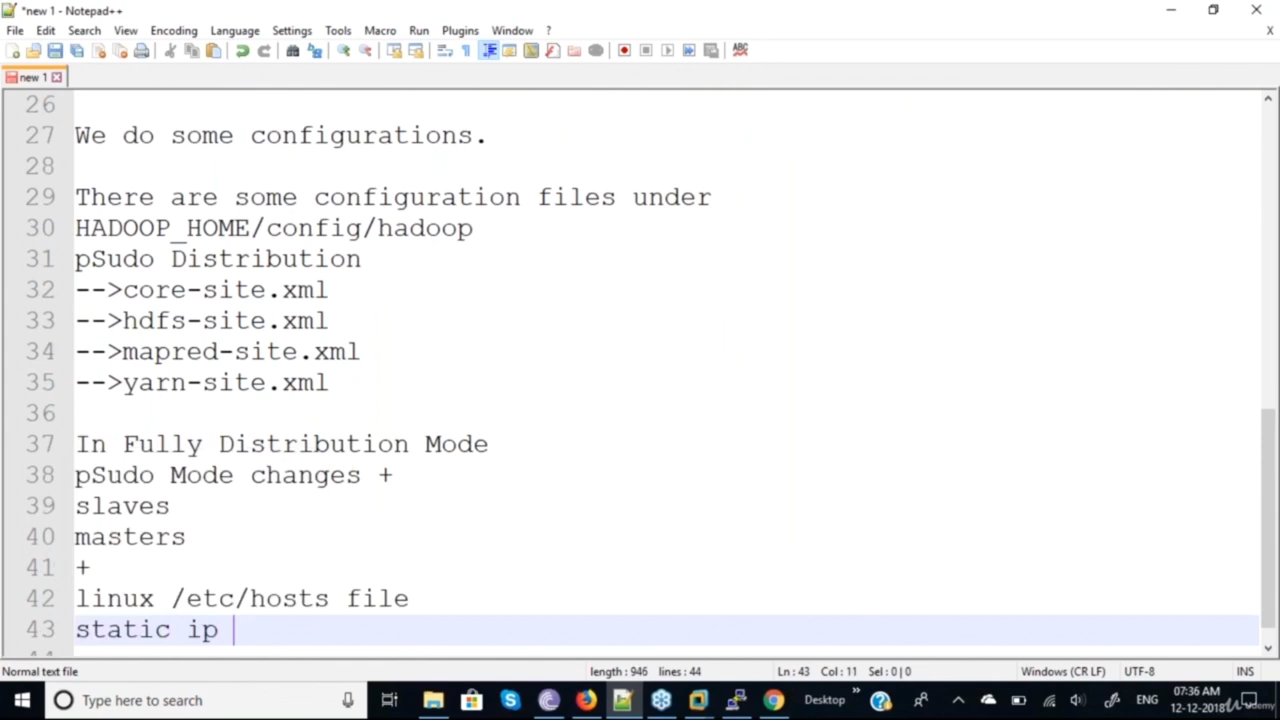 *new 1 - Notepad++
File Edit Search View Encoding Language Settings Tools Macro Run Plugins Window ? X
new 1
26
27 We do some configurations.
28
29 There are some configuration files under
30 HADOOP_HOME/config/hadoop
31 pSudo Distribution
32 -->core-site.xml
33 -->hdfs-site.xml
34 -->mapred-site.xml
35 -->yarn-site.xml
36
37 In Fully Distribution Mode
38 pSudo Mode changes +
39 slaves
40 masters
41 +
42 linux /etc/hosts file
43 static ip
Normal text file length : 946 lines : 44 Ln : 43 Col : 11 Sel : 0 | 0 Windows (CR LF) UTF-8 INS
Type here to search Desktop ENG 07:36 AM
12-12-2018 Udemy